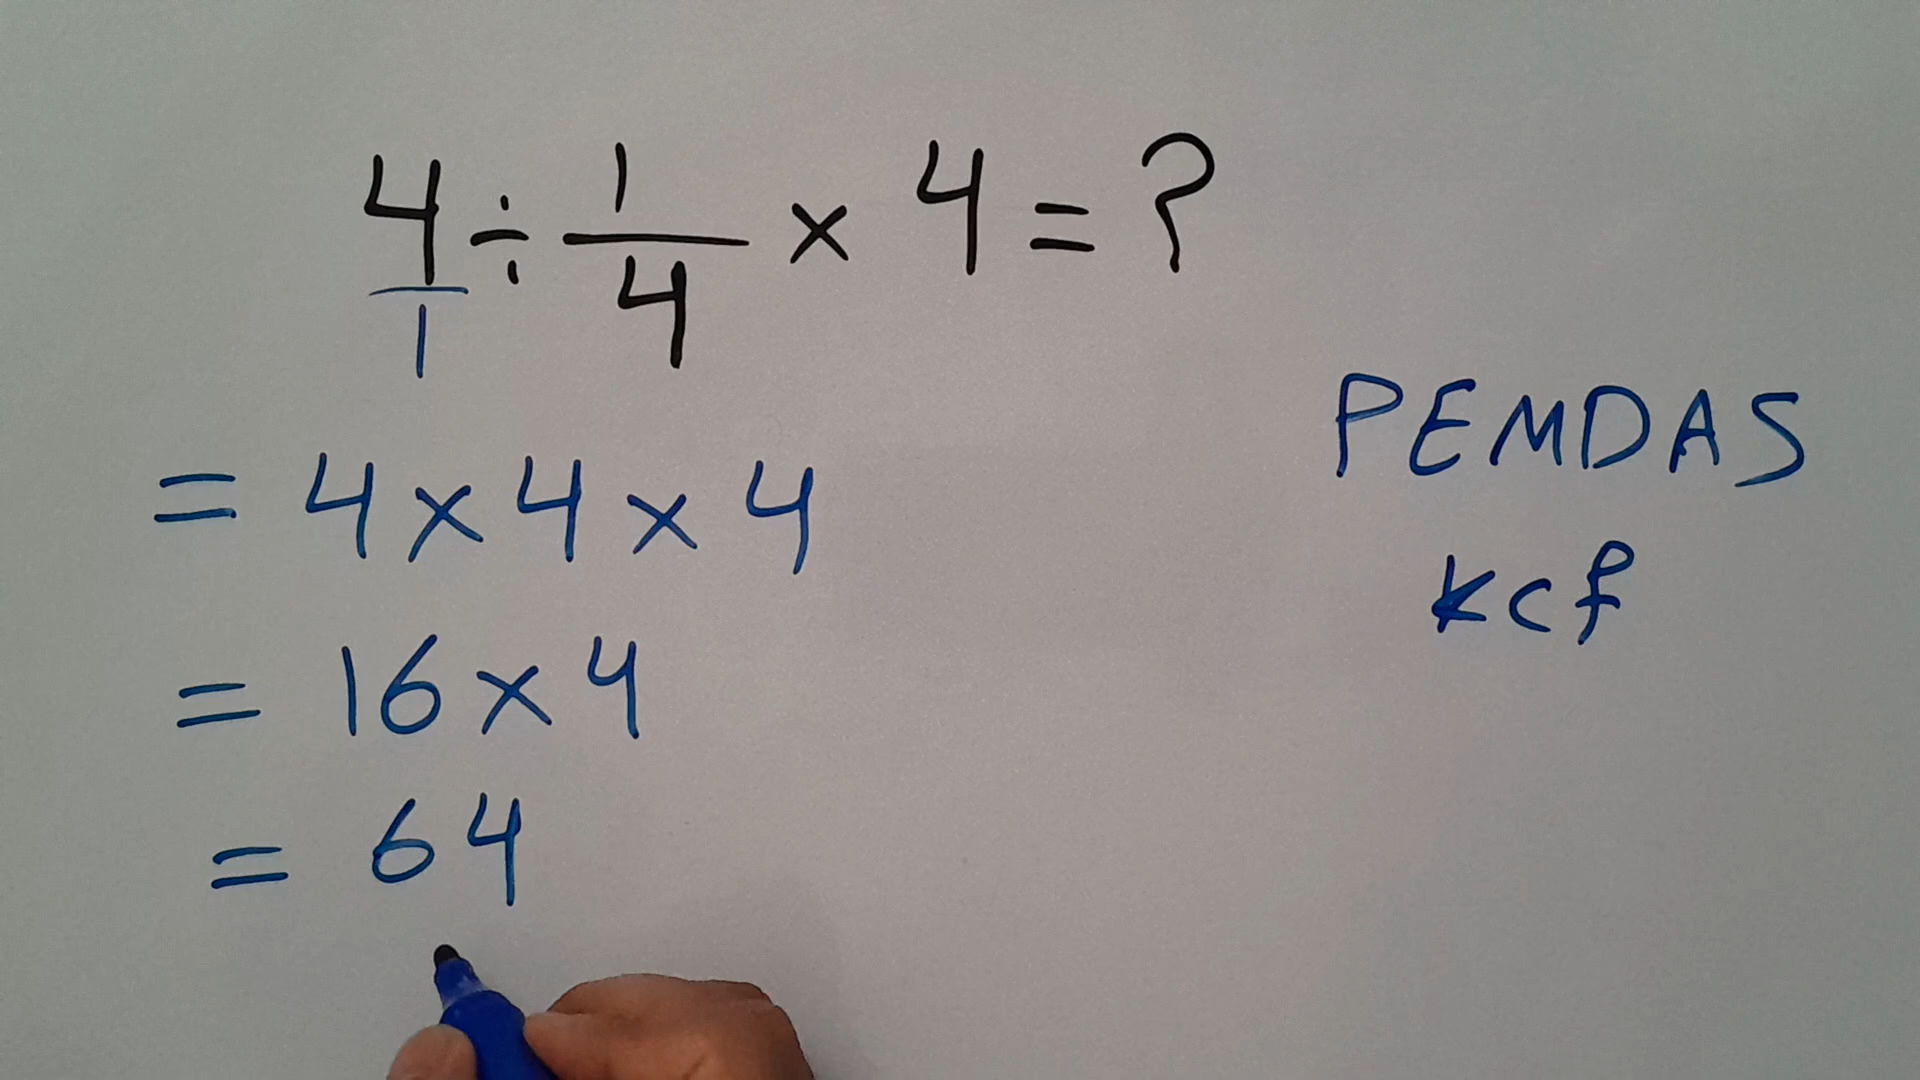 4/1 ÷ 1/4 × 4 = ?
= 4 × 4 × 4
= 16 × 4
= 64
PEMDAS
kcf